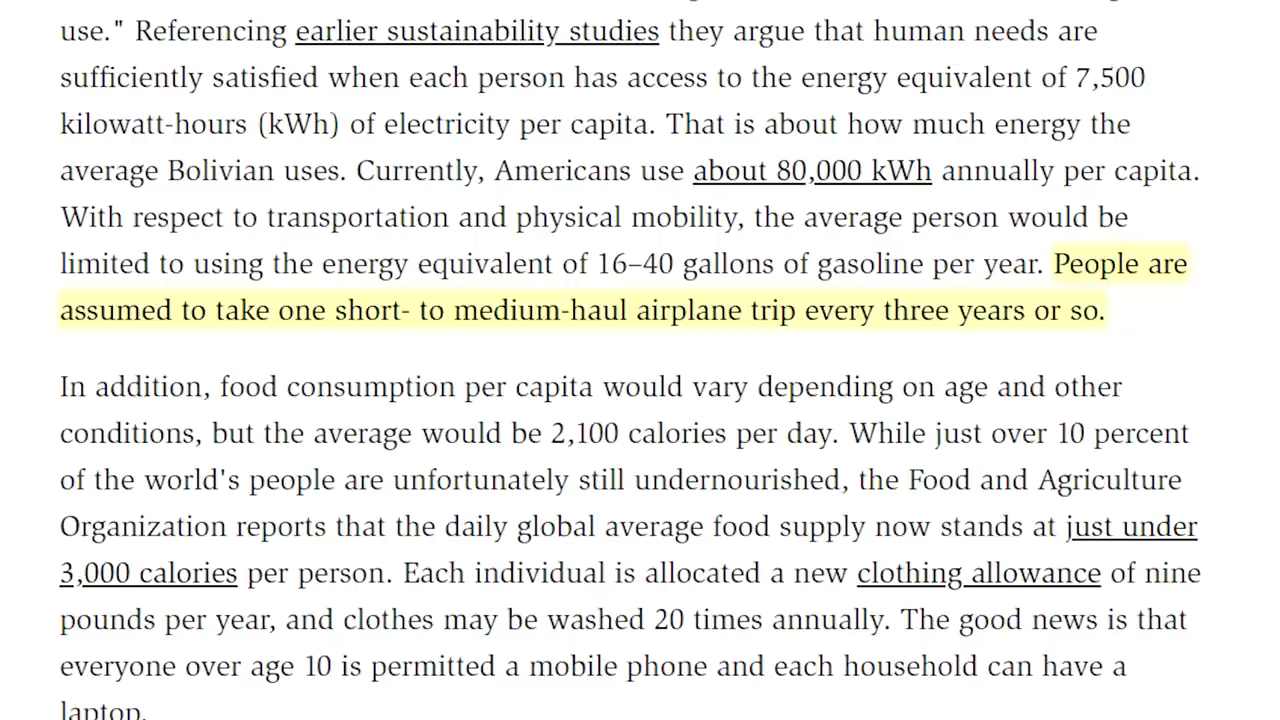 use." Referencing earlier sustainability studies they argue that human needs are
sufficiently satisfied when each person has access to the energy equivalent of 7,500
kilowatt-hours (kWh) of electricity per capita. That is about how much energy the
average Bolivian uses. Currently, Americans use about 80,000 kWh annually per capita.
With respect to transportation and physical mobility, the average person would be
limited to using the energy equivalent of 16–40 gallons of gasoline per year. People are
assumed to take one short- to medium-haul airplane trip every three years or so.
In addition, food consumption per capita would vary depending on age and other
conditions, but the average would be 2,100 calories per day. While just over 10 percent
of the world's people are unfortunately still undernourished, the Food and Agriculture
Organization reports that the daily global average food supply now stands at just under
3,000 calories per person. Each individual is allocated a new clothing allowance of nine
pounds per year, and clothes may be washed 20 times annually. The good news is that
everyone over age 10 is permitted a mobile phone and each household can have a
laptop.